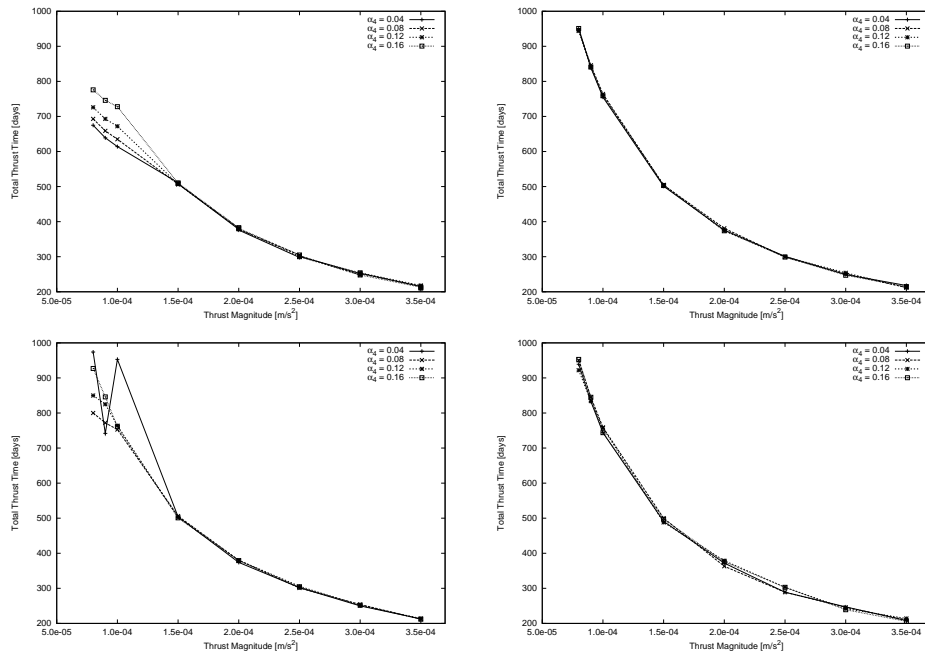 1000
900
800
700
600
500
400
300
200
5.0e-05
1.0e-04
1.5e-04
2.0e-04
2.5e-04
3.0e-04
3.5e-04
Total Thrust Time [days]
Thrust Magnitude [m/s²]
α₄ = 0.04
α₄ = 0.08
α₄ = 0.12
α₄ = 0.16
1000
900
800
700
600
500
400
300
200
5.0e-05
1.0e-04
1.5e-04
2.0e-04
2.5e-04
3.0e-04
3.5e-04
Total Thrust Time [days]
Thrust Magnitude [m/s²]
α₄ = 0.04
α₄ = 0.08
α₄ = 0.12
α₄ = 0.16
1000
900
800
700
600
500
400
300
200
5.0e-05
1.0e-04
1.5e-04
2.0e-04
2.5e-04
3.0e-04
3.5e-04
Total Thrust Time [days]
Thrust Magnitude [m/s²]
α₄ = 0.04
α₄ = 0.08
α₄ = 0.12
α₄ = 0.16
1000
900
800
700
600
500
400
300
200
5.0e-05
1.0e-04
1.5e-04
2.0e-04
2.5e-04
3.0e-04
3.5e-04
Total Thrust Time [days]
Thrust Magnitude [m/s²]
α₄ = 0.04
α₄ = 0.08
α₄ = 0.12
α₄ = 0.16